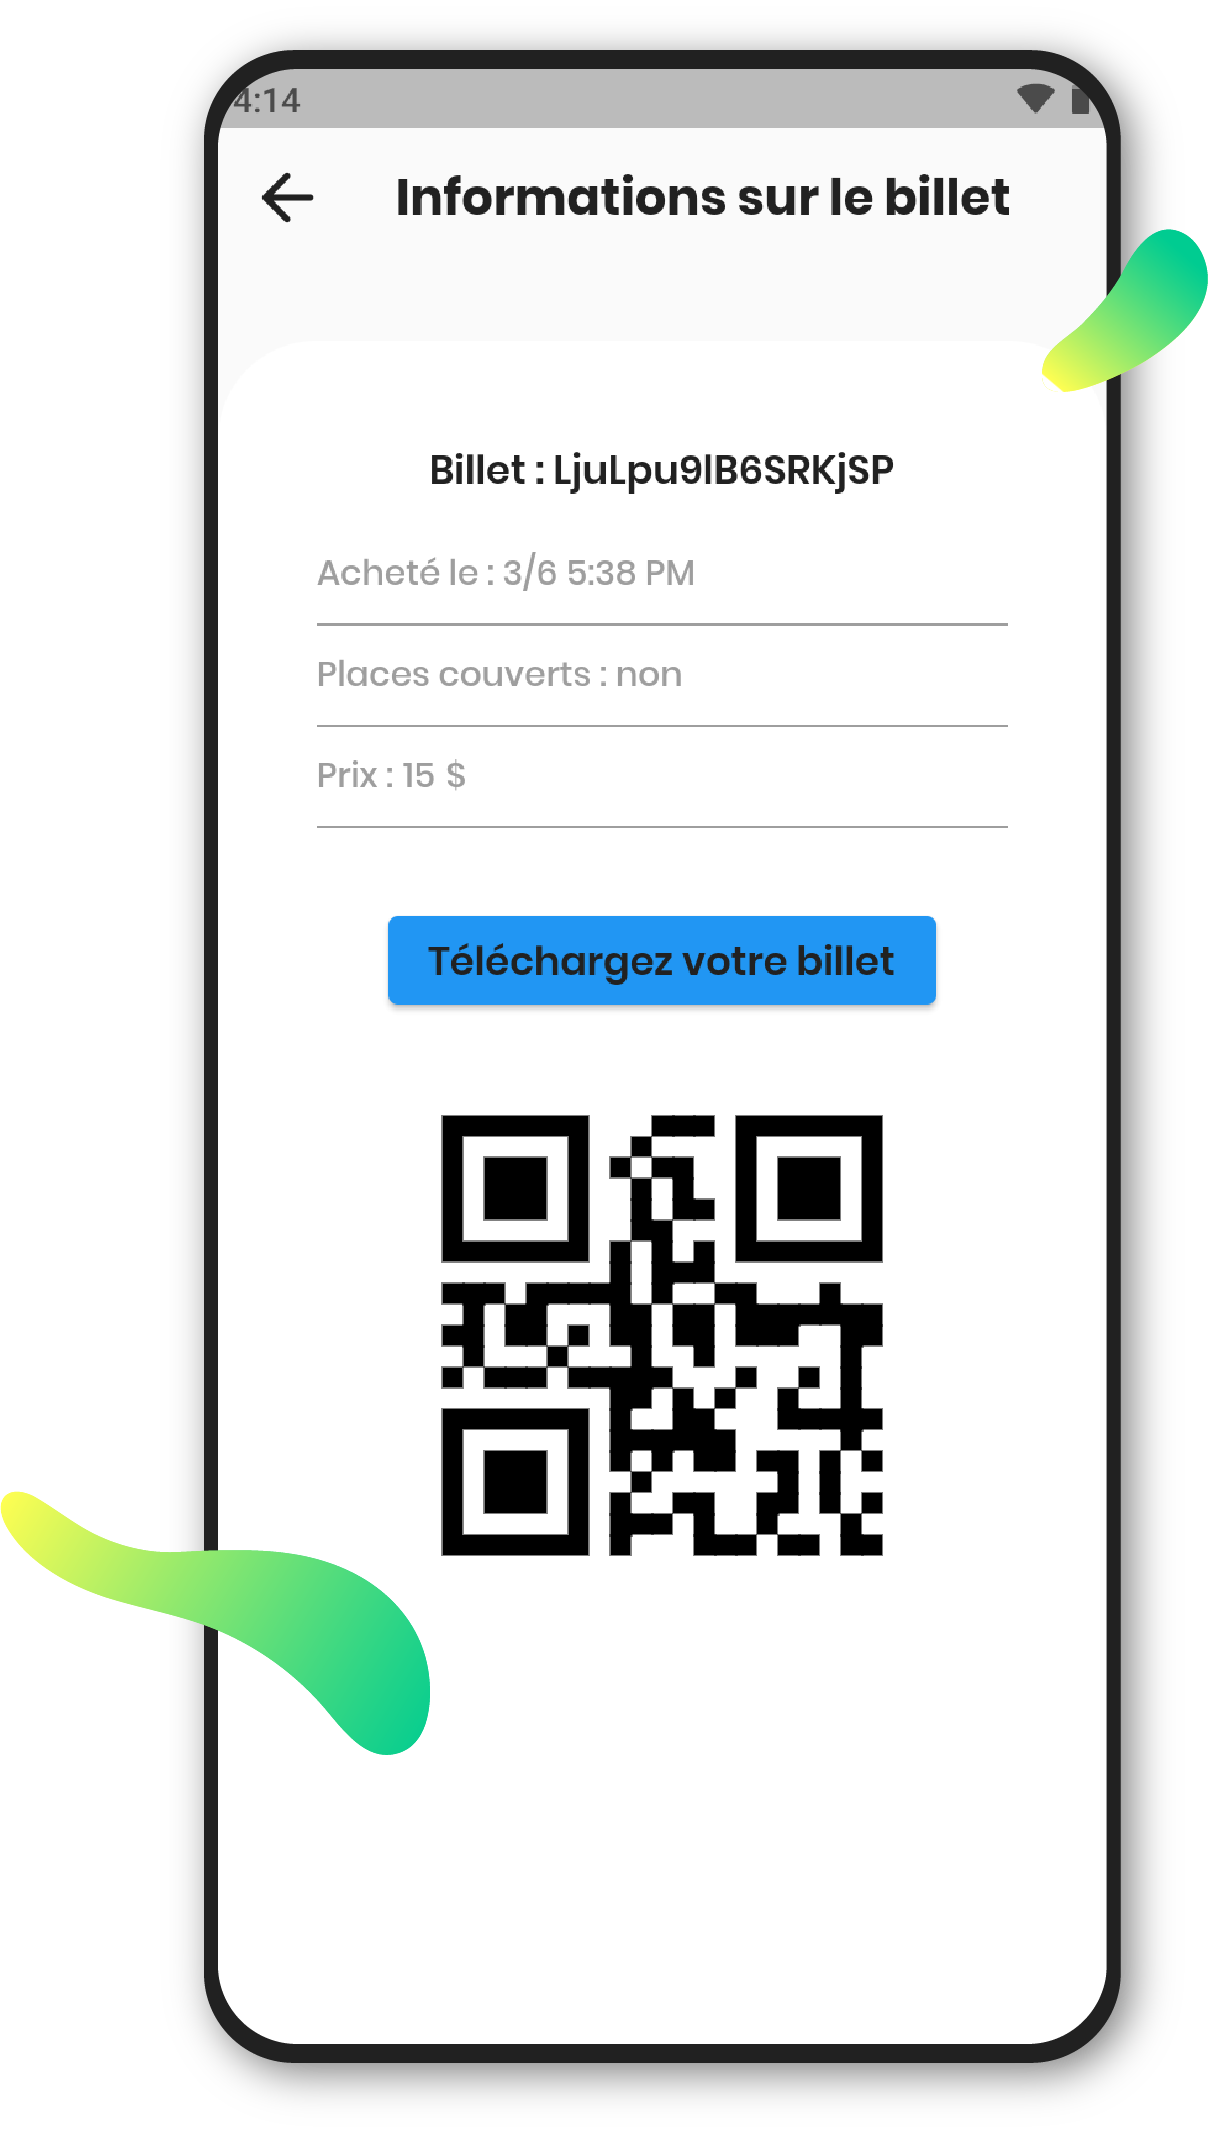 4:14
Informations sur le billet
Billet : LjuLpu9lB6SRKjSP
Acheté le : 3/6 5:38 PM
Places couverts : non
Prix : 15 $
Téléchargez votre billet